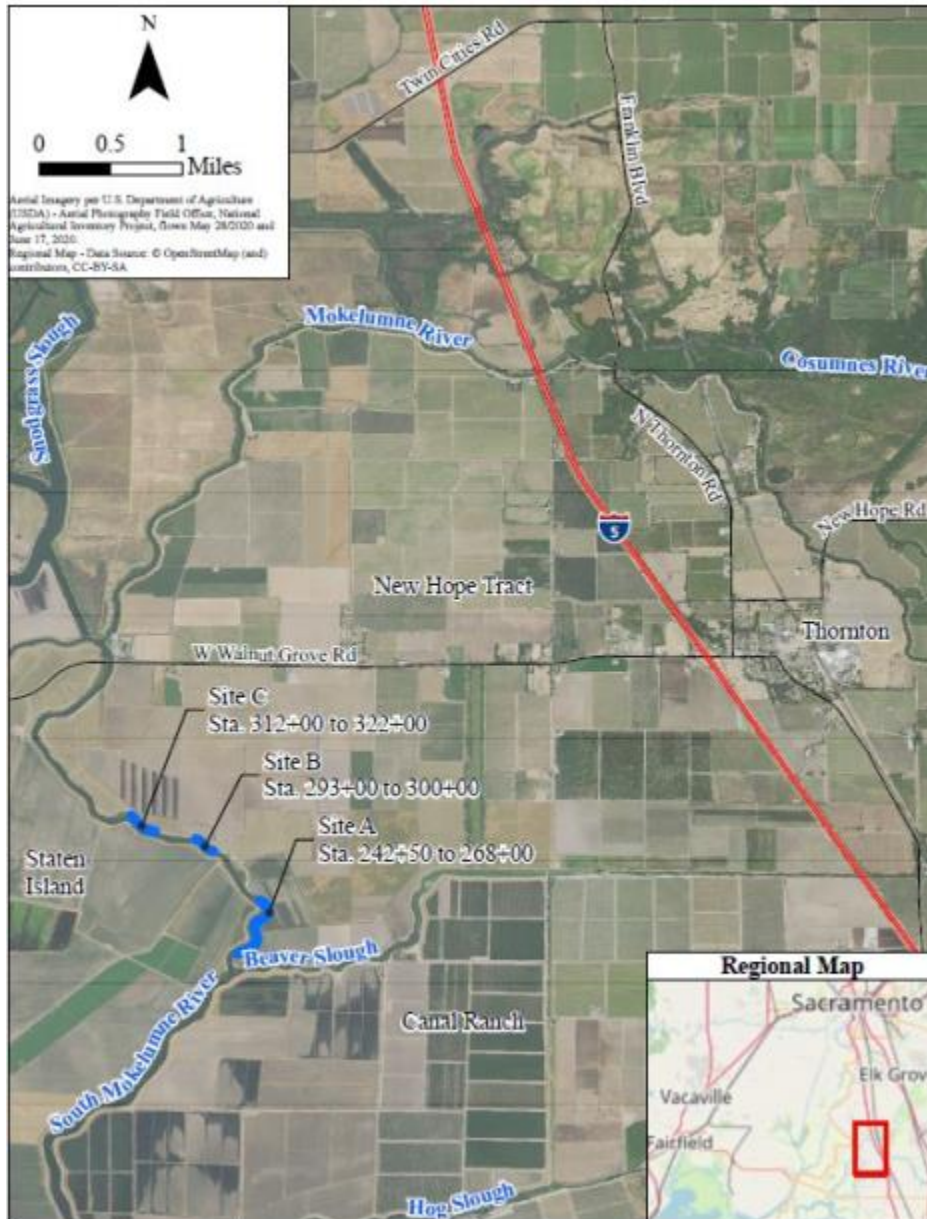 N
0 0.5 1
Miles
Aerial Imagery per U.S. Department of Agriculture
(USDA) - Aerial Photography Field Office, National
Agricultural Inventory Project, flown May 28/2020 and
June 17, 2020.
Regional Map - Data Source: © OpenStreetMap (and)
contributors, CC-BY-SA
Twin Cities Rd
Franklin Blvd
Snodgrass Slough
Mokelumne River
Cosumnes River
N Thornton Rd
New Hope Rd
5
New Hope Tract
Thornton
W Walnut Grove Rd
Site C
Sta. 312+00 to 322+00
Site B
Sta. 293+00 to 300+00
Site A
Sta. 242+50 to 268+00
Staten
Island
Beaver Slough
South Mokelumne River
Canal Ranch
Hog Slough
Regional Map
Sacramento
Elk Grov
Vacaville
Fairfield